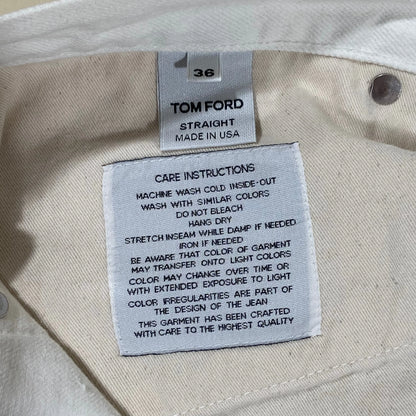 36
TOM FORD
STRAIGHT
MADE IN USA
CARE INSTRUCTIONS
MACHINE WASH COLD INSIDE-OUT
WASH WITH SIMILAR COLORS
DO NOT BLEACH
HANG DRY
STRETCH INSEAM WHILE DAMP IF NEEDED
IRON IF NEEDED
BE AWARE THAT COLOR OF GARMENT
MAY TRANSFER ONTO LIGHT COLORS
COLOR MAY CHANGE OVER TIME OR
WITH EXTENDED EXPOSURE TO LIGHT
COLOR IRREGULARITIES ARE PART OF
THE DESIGN OF THE JEAN
THIS GARMENT HAS BEEN CRAFTED
WITH CARE TO THE HIGHEST QUALITY